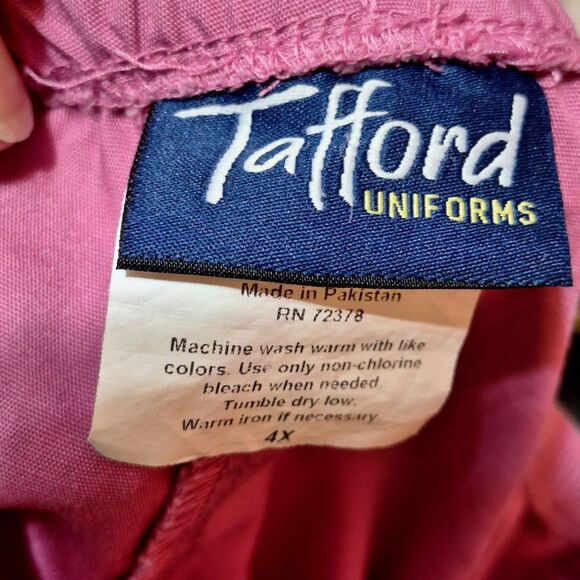 Tafford
UNIFORMS
Made in Pakistan
RN 72378
Machine wash warm with like
colors. Use only non-chlorine
bleach when needed.
Tumble dry low.
Warm iron if necessary
4X